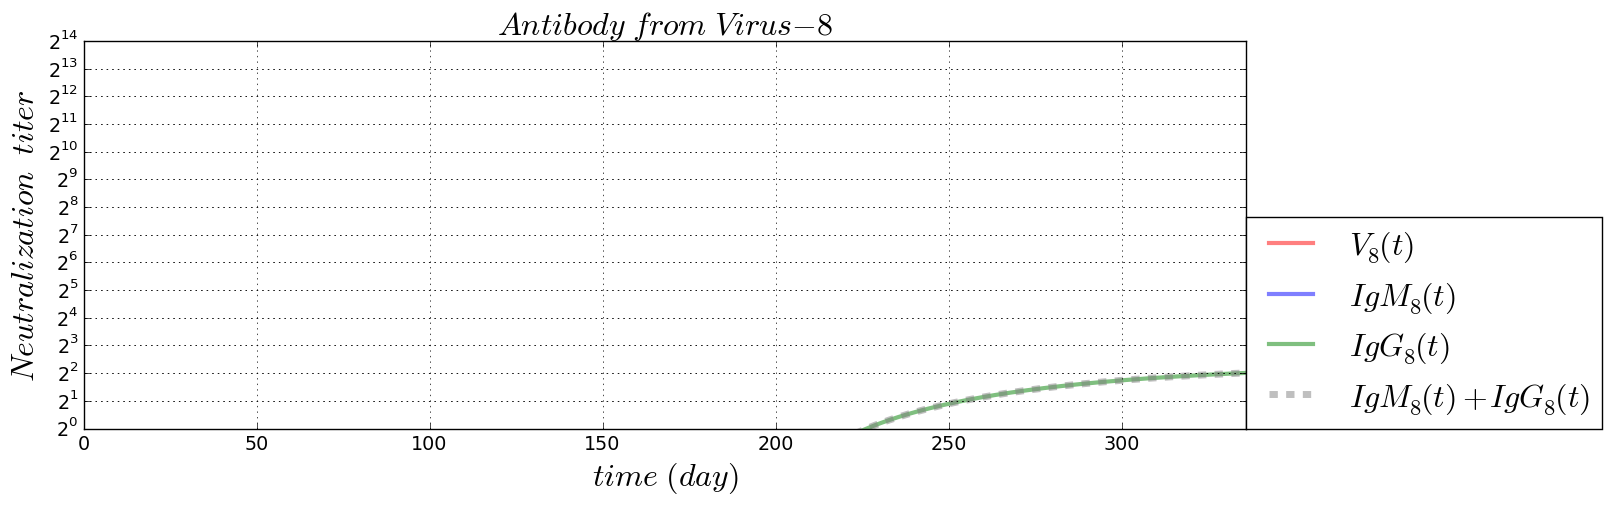 Antibody from Virus−8
Neutralization titer
2^14
2^13
2^12
2^11
2^10
2^9
2^8
2^7
2^6
2^5
2^4
2^3
2^2
2^1
2^0
0 50 100 150 200 250 300
time (day)
V_8(t)
IgM_8(t)
IgG_8(t)
IgM_8(t) + IgG_8(t)